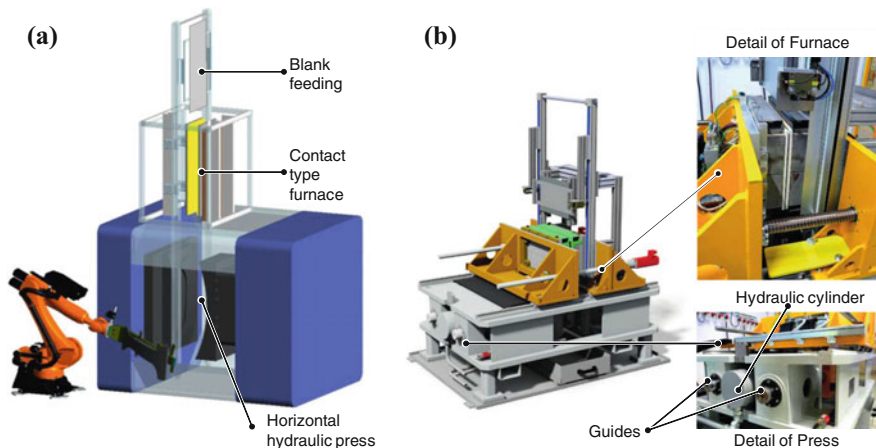 (a)
Blank
feeding
Contact
type
furnace
Horizontal
hydraulic press
(b)
Detail of Furnace
Hydraulic cylinder
Guides
Detail of Press